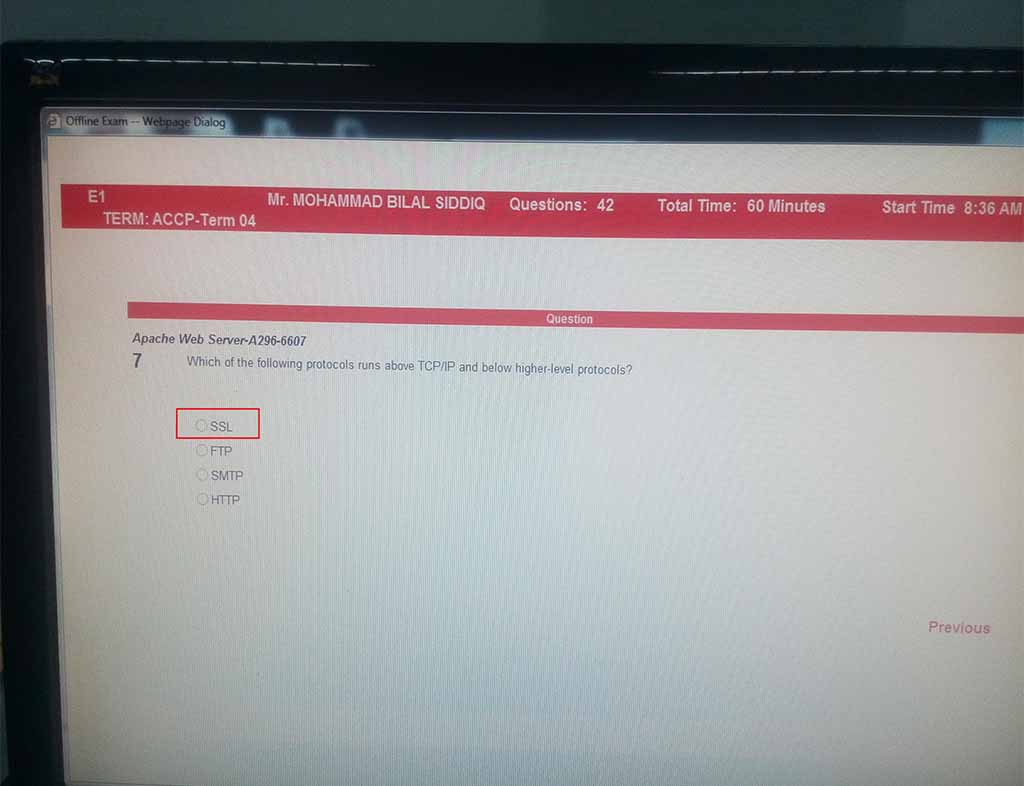 Offline Exam -- Webpage Dialog
E1 Mr. MOHAMMAD BILAL SIDDIQ Questions: 42 Total Time: 60 Minutes Start Time 8:36 AM
TERM: ACCP-Term 04
Question
Apache Web Server-A296-6607
7 Which of the following protocols runs above TCP/IP and below higher-level protocols?
SSL
FTP
SMTP
HTTP
Previous